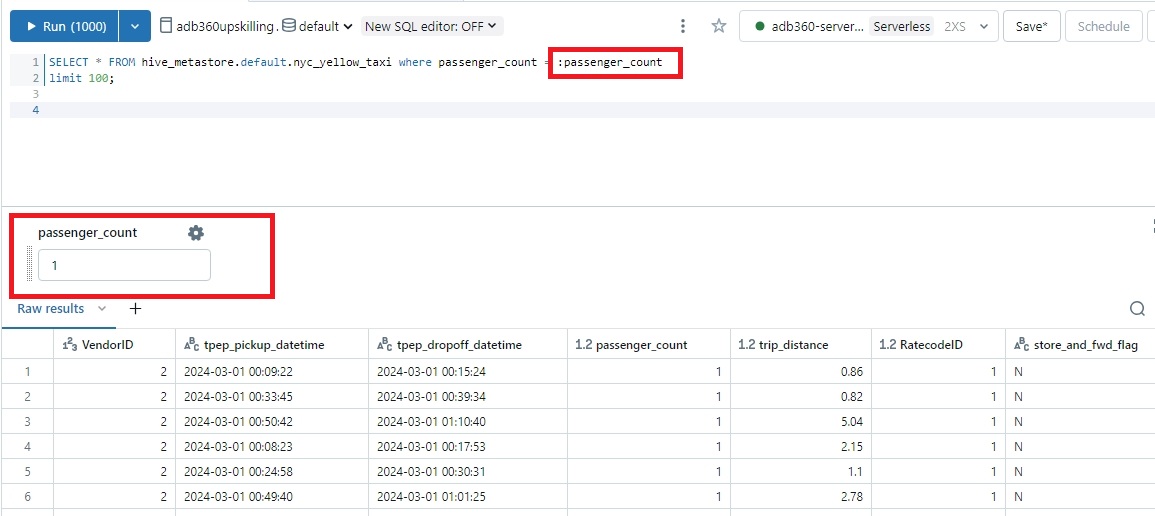 Run (1000) adb360upskilling. default New SQL editor: OFF adb360-server... Serverless 2XS Save* Schedule
1 SELECT * FROM hive_metastore.default.nyc_yellow_taxi where passenger_count = :passenger_count
2 limit 100;
3
4
passenger_count
1
Raw results +
123 VendorID ABC tpep_pickup_datetime ABC tpep_dropoff_datetime 1.2 passenger_count 1.2 trip_distance 1.2 RatecodeID ABC store_and_fwd_flag
1 2 2024-03-01 00:09:22 2024-03-01 00:15:24 1 0.86 1 N
2 2 2024-03-01 00:33:45 2024-03-01 00:39:34 1 0.82 1 N
3 2 2024-03-01 00:50:42 2024-03-01 01:10:40 1 5.04 1 N
4 2 2024-03-01 00:08:23 2024-03-01 00:17:53 1 2.15 1 N
5 2 2024-03-01 00:24:58 2024-03-01 00:30:31 1 1.1 1 N
6 2 2024-03-01 00:49:40 2024-03-01 01:01:25 1 2.78 1 N